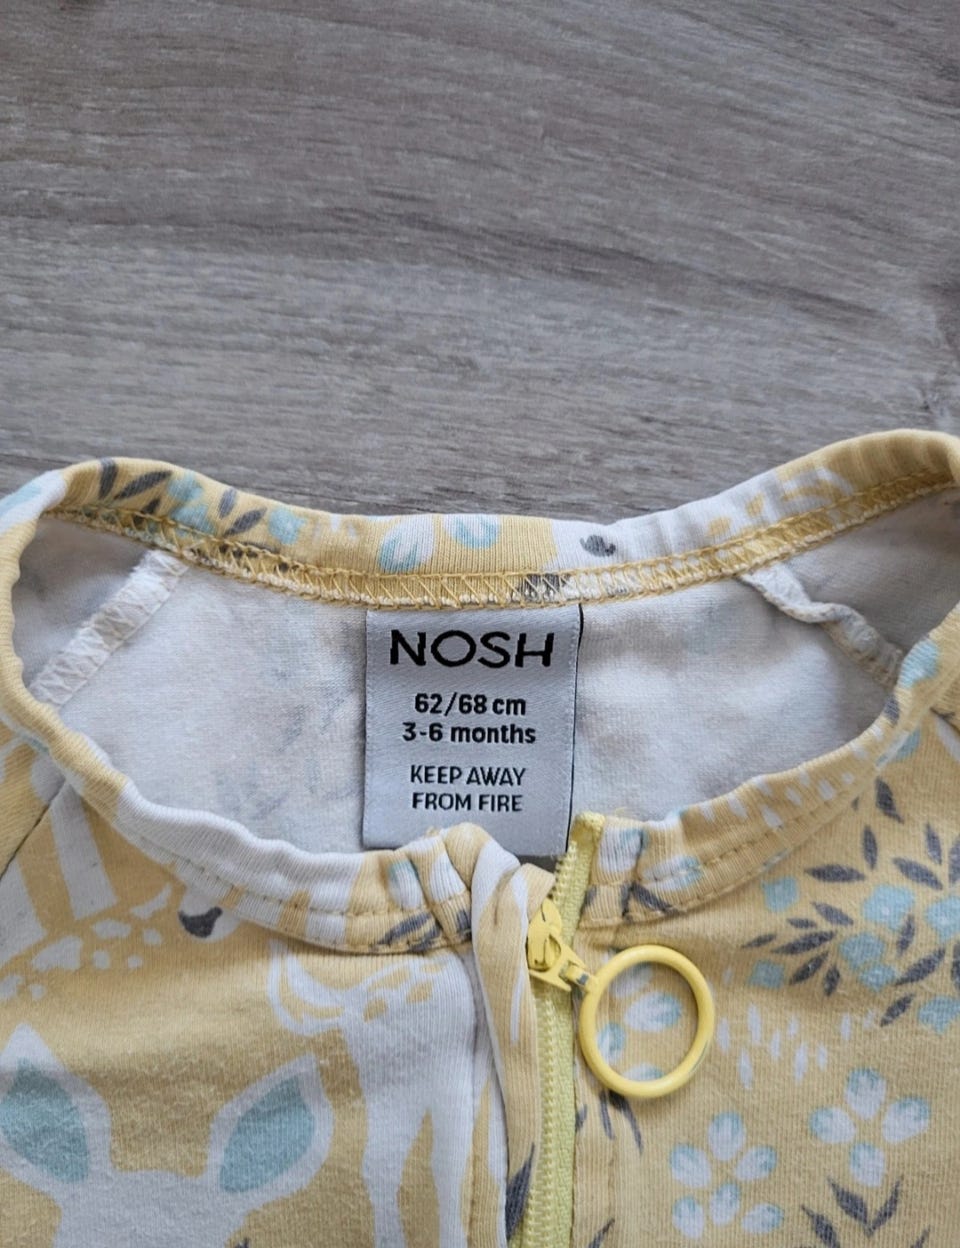 NOSH
62/68 cm
3-6 months
KEEP AWAY
FROM FIRE